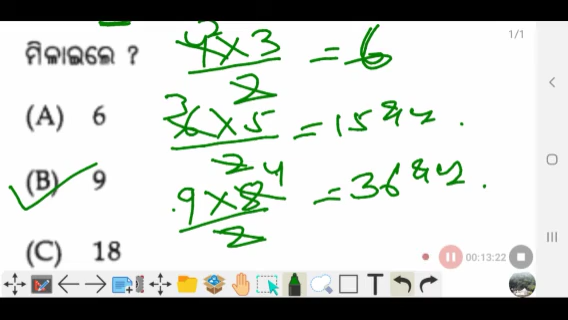 1/1
ମିଳାଇଲେ ?
4 × 3 / 2 = 6
(A) 6
6 × 5 / 2 = 15
(B) 9
9 × 8 / 2 = 36
(C) 18
00:13:22
T